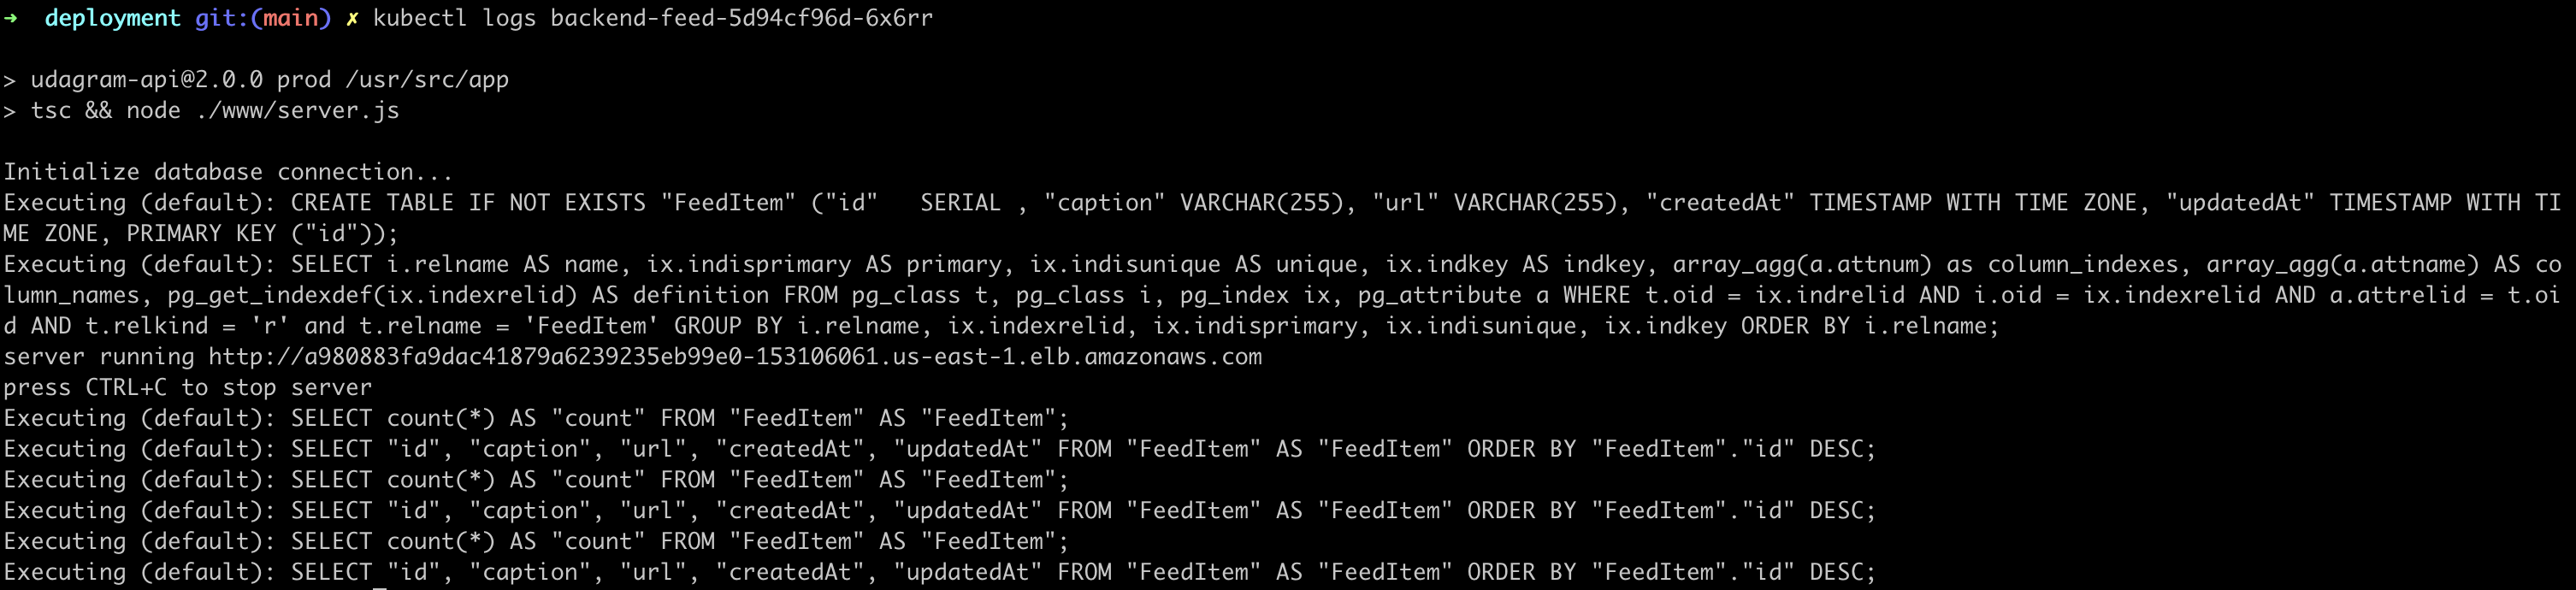 ➜  deployment git:(main) ✗ kubectl logs backend-feed-5d94cf96d-6x6rr
> udagram-api@2.0.0 prod /usr/src/app
> tsc && node ./www/server.js
Initialize database connection...
Executing (default): CREATE TABLE IF NOT EXISTS "FeedItem" ("id"   SERIAL , "caption" VARCHAR(255), "url" VARCHAR(255), "createdAt" TIMESTAMP WITH TIME ZONE, "updatedAt" TIMESTAMP WITH TI
ME ZONE, PRIMARY KEY ("id"));
Executing (default): SELECT i.relname AS name, ix.indisprimary AS primary, ix.indisunique AS unique, ix.indkey AS indkey, array_agg(a.attnum) as column_indexes, array_agg(a.attname) AS co
lumn_names, pg_get_indexdef(ix.indexrelid) AS definition FROM pg_class t, pg_class i, pg_index ix, pg_attribute a WHERE t.oid = ix.indrelid AND i.oid = ix.indexrelid AND a.attrelid = t.oi
d AND t.relkind = 'r' and t.relname = 'FeedItem' GROUP BY i.relname, ix.indexrelid, ix.indisprimary, ix.indisunique, ix.indkey ORDER BY i.relname;
server running http://a980883fa9dac41879a6239235eb99e0-153106061.us-east-1.elb.amazonaws.com
press CTRL+C to stop server
Executing (default): SELECT count(*) AS "count" FROM "FeedItem" AS "FeedItem";
Executing (default): SELECT "id", "caption", "url", "createdAt", "updatedAt" FROM "FeedItem" AS "FeedItem" ORDER BY "FeedItem"."id" DESC;
Executing (default): SELECT count(*) AS "count" FROM "FeedItem" AS "FeedItem";
Executing (default): SELECT "id", "caption", "url", "createdAt", "updatedAt" FROM "FeedItem" AS "FeedItem" ORDER BY "FeedItem"."id" DESC;
Executing (default): SELECT count(*) AS "count" FROM "FeedItem" AS "FeedItem";
Executing (default): SELECT "id", "caption", "url", "createdAt", "updatedAt" FROM "FeedItem" AS "FeedItem" ORDER BY "FeedItem"."id" DESC;